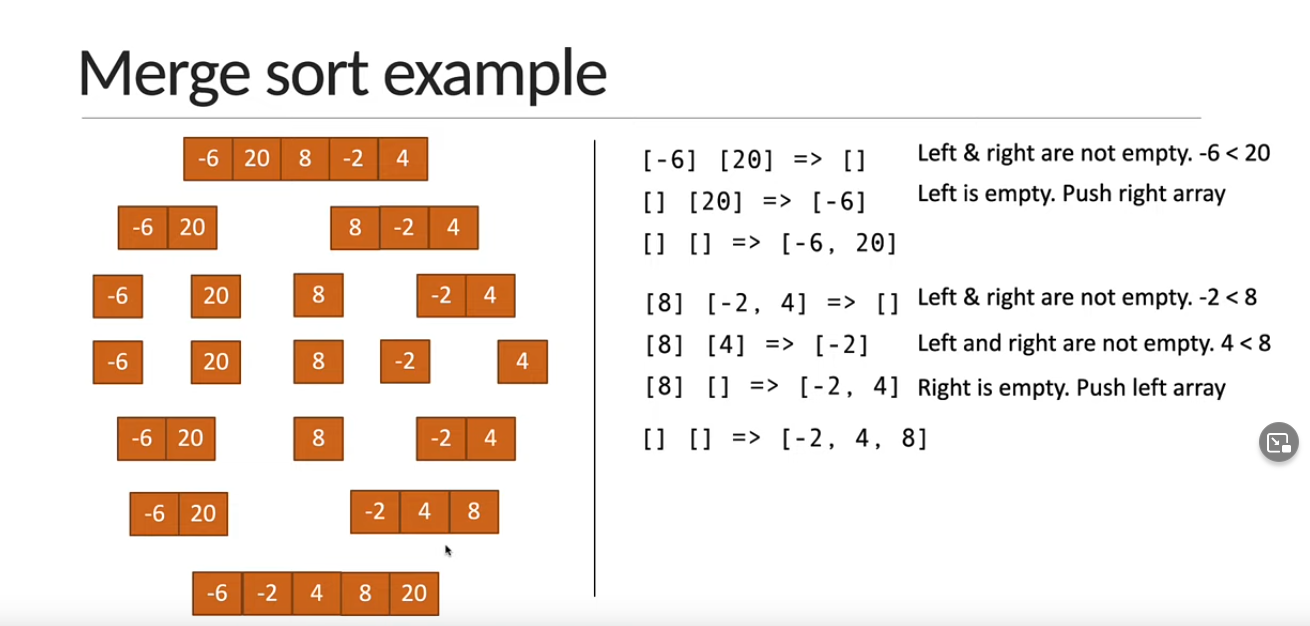 Merge sort example
-6 20 8 -2 4
-6 20 8 -2 4
-6 20 8 -2 4
-6 20 8 -2 4
-6 20 8 -2 4
-6 20 -2 4 8
-6 -2 4 8 20
[-6] [20] => [] Left & right are not empty. -6 < 20
[] [20] => [-6] Left is empty. Push right array
[] [] => [-6, 20]
[8] [-2, 4] => [] Left & right are not empty. -2 < 8
[8] [4] => [-2] Left and right are not empty. 4 < 8
[8] [] => [-2, 4] Right is empty. Push left array
[] [] => [-2, 4, 8]